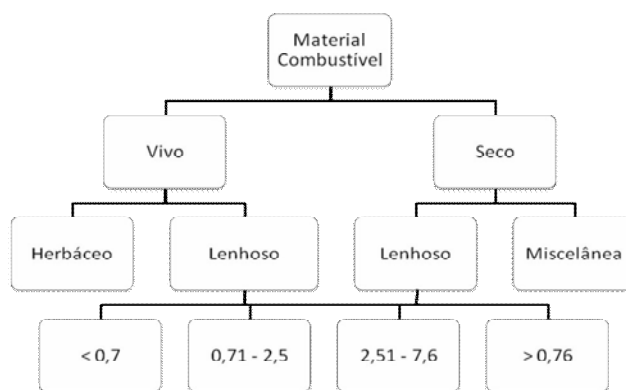 Material
Combustível
Vivo
Seco
Herbáceo
Lenhoso
Lenhoso
Miscelânea
< 0,7
0,71 - 2,5
2,51 - 7,6
> 0,76